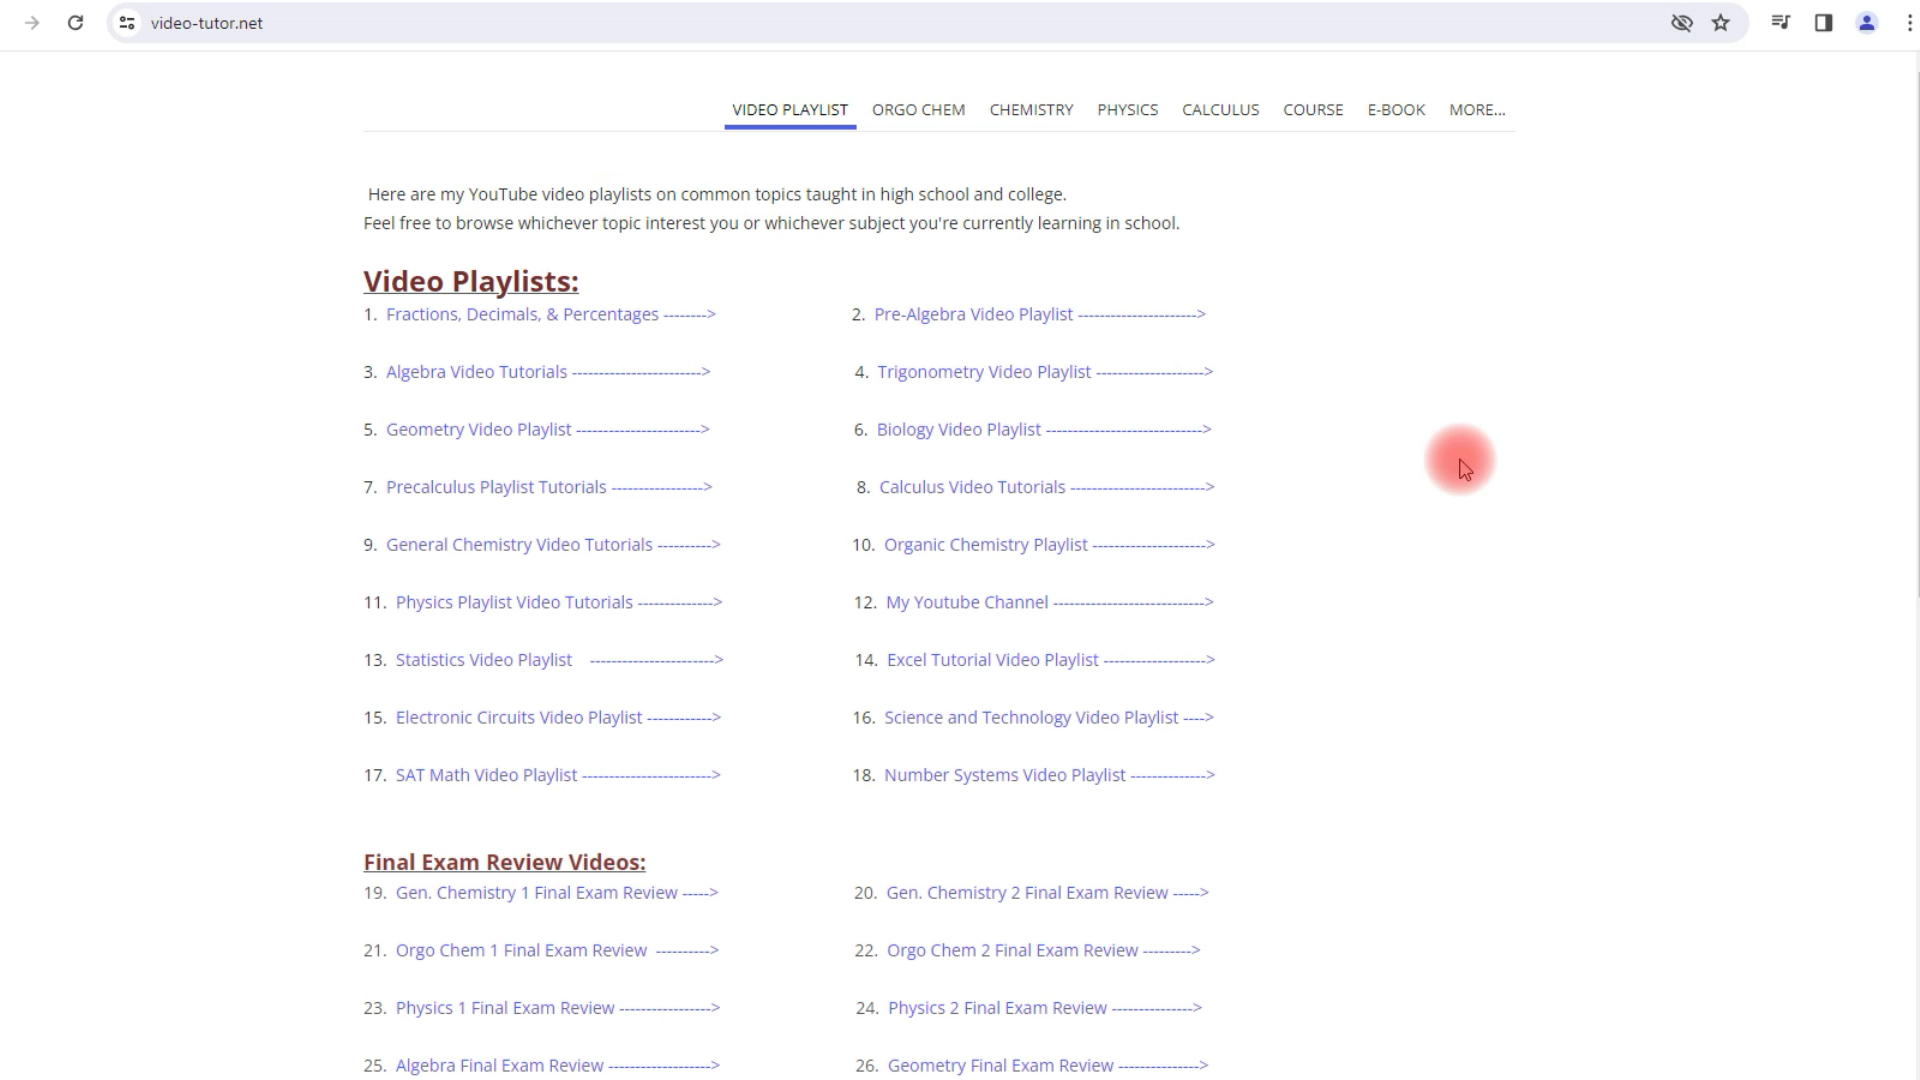 video-tutor.net
VIDEO PLAYLIST ORGO CHEM CHEMISTRY PHYSICS CALCULUS COURSE E-BOOK MORE...
Here are my YouTube video playlists on common topics taught in high school and college.
Feel free to browse whichever topic interest you or whichever subject you're currently learning in school.
Video Playlists:
1. Fractions, Decimals, & Percentages -------->
2. Pre-Algebra Video Playlist ---------------------->
3. Algebra Video Tutorials ------------------------>
4. Trigonometry Video Playlist -------------------->
5. Geometry Video Playlist ----------------------->
6. Biology Video Playlist ------------------------------>
7. Precalculus Playlist Tutorials ----------------->
8. Calculus Video Tutorials -------------------------->
9. General Chemistry Video Tutorials ---------->
10. Organic Chemistry Playlist --------------------->
11. Physics Playlist Video Tutorials -------------->
12. My Youtube Channel ---------------------------->
13. Statistics Video Playlist ----------------------->
14. Excel Tutorial Video Playlist ------------------->
15. Electronic Circuits Video Playlist ------------>
16. Science and Technology Video Playlist ---->
17. SAT Math Video Playlist ------------------------>
18. Number Systems Video Playlist -------------->
Final Exam Review Videos:
19. Gen. Chemistry 1 Final Exam Review ----->
20. Gen. Chemistry 2 Final Exam Review ----->
21. Orgo Chem 1 Final Exam Review ---------->
22. Orgo Chem 2 Final Exam Review --------->
23. Physics 1 Final Exam Review ----------------->
24. Physics 2 Final Exam Review --------------->
25. Algebra Final Exam Review -------------------->
26. Geometry Final Exam Review --------------->